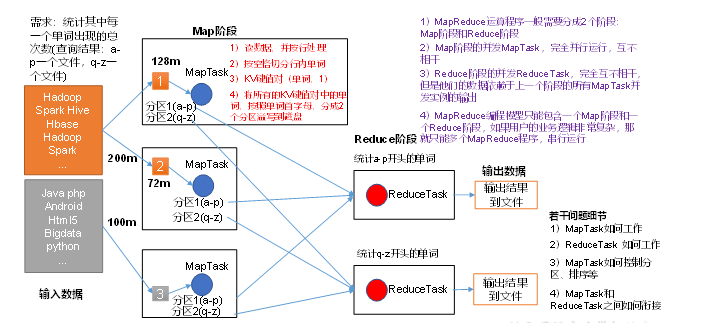 需求：统计其中每
一个单词出现的总
次数(查询结果：a-
p一个文件，q-z一
个文件)
Hadoop
Spark Hive
Hbase
Hadoop
Spark
...
200m
Java php
Android
Html5
Bigdata
python
...
100m
输入数据
Map阶段
128m
1
MapTask
分区1(a-p)
分区2(q-z)
1）读数据，并按行处理
2）按空格切分行内单词
3）KV键值对（单词，1）
4）将所有的KV键值对中的单
词，按照单词首字母，分成2
个分区溢写到磁盘
2
72m
MapTask
分区1(a-p)
分区2(q-z)
3
MapTask
分区1(a-p)
分区2(q-z)
Reduce阶段
统计a-p开头的单词
ReduceTask
统计q-z开头的单词
ReduceTask
输出数据
输出结果
到文件
输出结果
到文件
1）MapReduce运算程序一般需要分成2个阶段：
Map阶段和Reduce阶段
2）Map阶段的并发MapTask，完全并行运行，互不
相干
3）Reduce阶段的并发ReduceTask，完全互不相干，
但是他们的数据依赖于上一个阶段的所有MapTask并
发实例的输出
4）MapReduce编程模型只能包含一个Map阶段和一
个Reduce阶段，如果用户的业务逻辑非常复杂，那
就只能多个MapReduce程序，串行运行
若干问题细节
1）MapTask如何工作
2）ReduceTask 如何工作
3）MapTask如何控制分
区、排序等
4）MapTask和
ReduceTask之间如何衔接